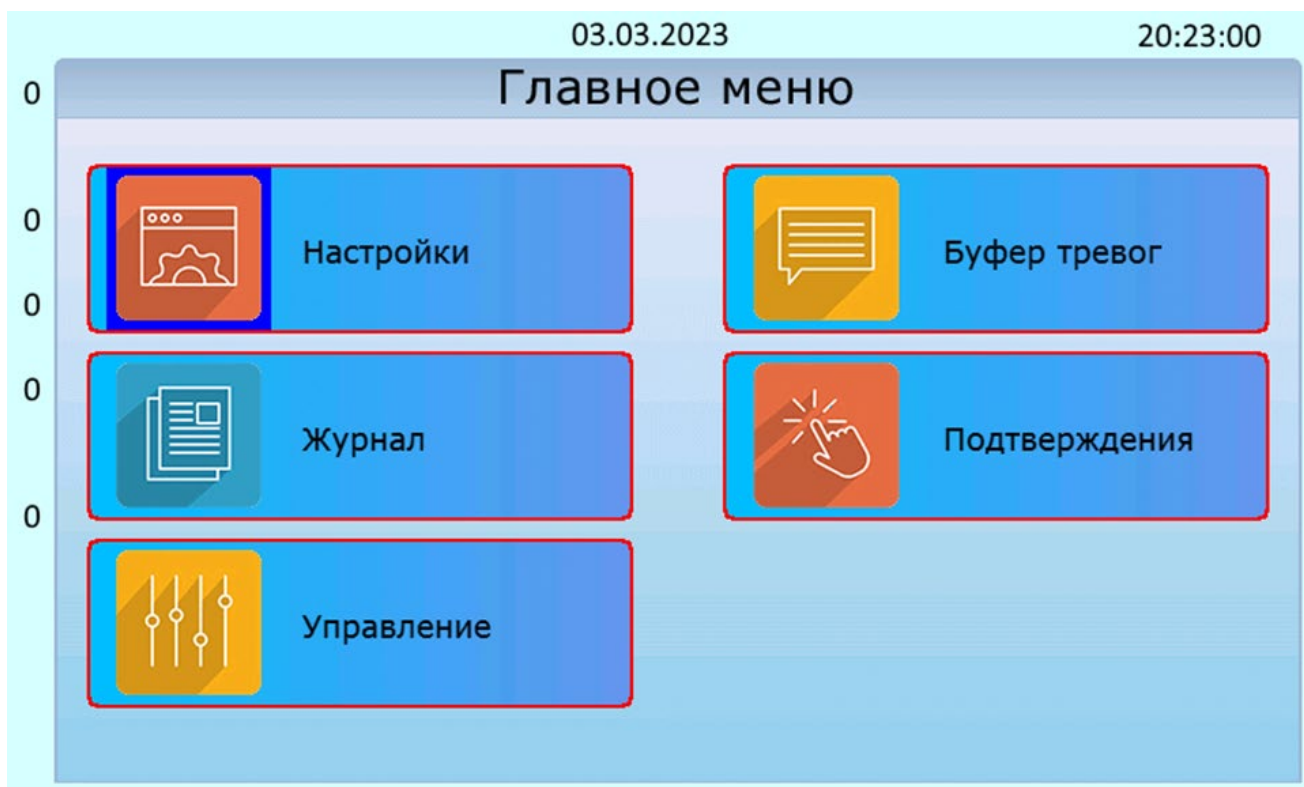 03.03.2023 20:23:00
0 Главное меню
0 Настройки Буфер тревог
0
0 Журнал Подтверждения
0
Управление